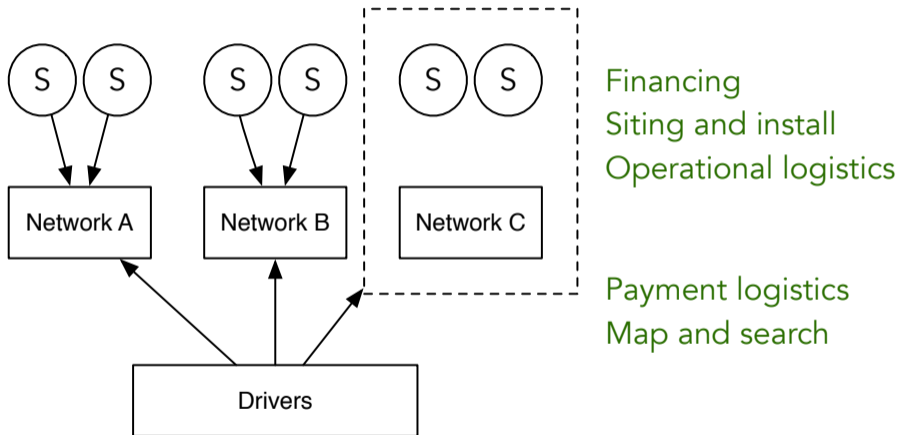 S S S S S S
Financing
Siting and install
Operational logistics
Network A Network B Network C
Payment logistics
Map and search
Drivers